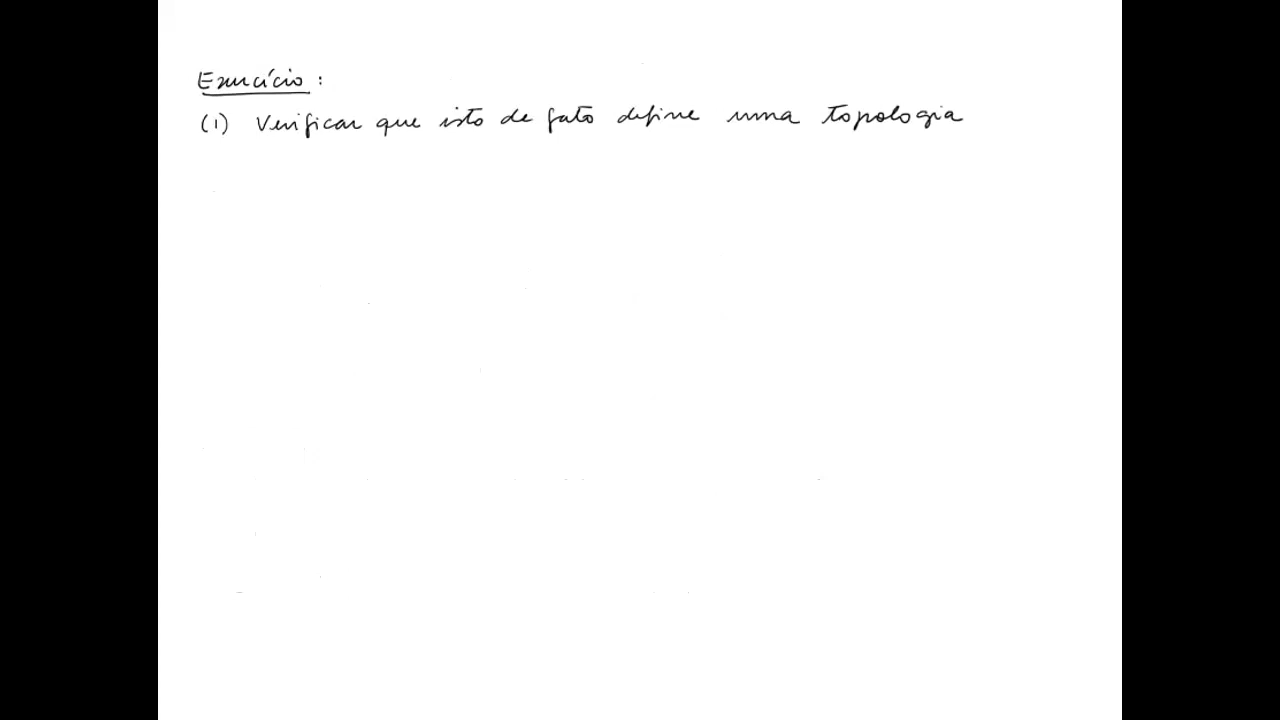 Exercício:
(1) Verificar que isto de fato define uma topologia